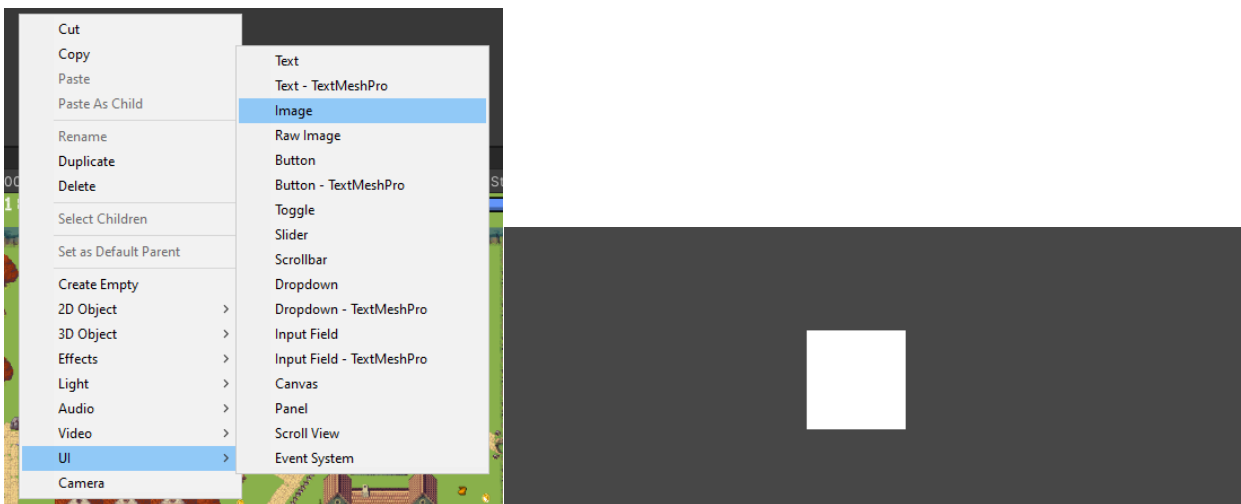 Cut
Copy
Paste
Paste As Child
Rename
Duplicate
Delete
Select Children
Set as Default Parent
Create Empty
2D Object
3D Object
Effects
Light
Audio
Video
UI
Camera
Text
Text - TextMeshPro
Image
Raw Image
Button
Button - TextMeshPro
Toggle
Slider
Scrollbar
Dropdown
Dropdown - TextMeshPro
Input Field
Input Field - TextMeshPro
Canvas
Panel
Scroll View
Event System